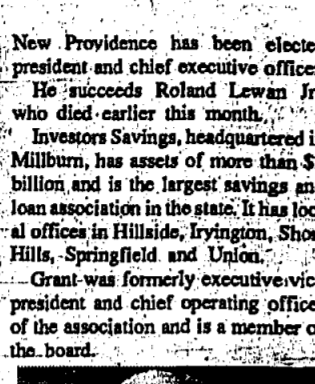 New Providence has been electe
president and chief executive office
He succeeds Roland Lewan Jr
who died earlier this month.
Investors Savings, headquartered i
Millburn, has assets of more than $
billion and is the largest savings an
loan association in the state. It has loc
al offices in Hillside, Irvington, Shor
Hills, Springfield and Union.
Grant was formerly executive vic
president and chief operating office
of the association and is a member o
the board.